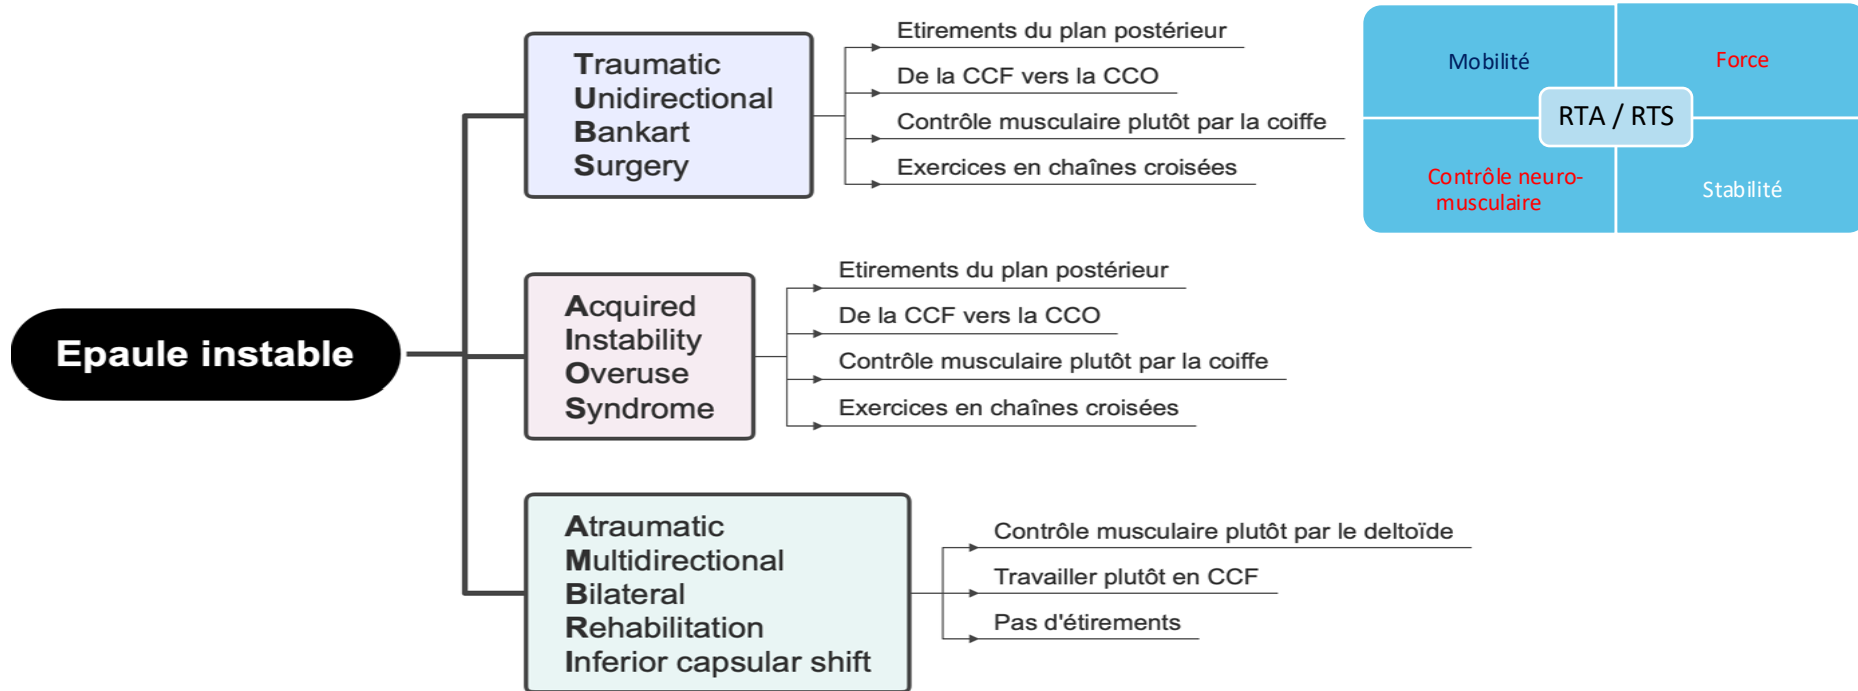 Epaule instable
Traumatic
Unidirectional
Bankart
Surgery
Etirements du plan postérieur
De la CCF vers la CCO
Contrôle musculaire plutôt par la coiffe
Exercices en chaînes croisées
Acquired
Instability
Overuse
Syndrome
Etirements du plan postérieur
De la CCF vers la CCO
Contrôle musculaire plutôt par la coiffe
Exercices en chaînes croisées
Atraumatic
Multidirectional
Bilateral
Rehabilitation
Inferior capsular shift
Contrôle musculaire plutôt par le deltoïde
Travailler plutôt en CCF
Pas d'étirements
Mobilité
Force
RTA / RTS
Contrôle neuro-
musculaire
Stabilité